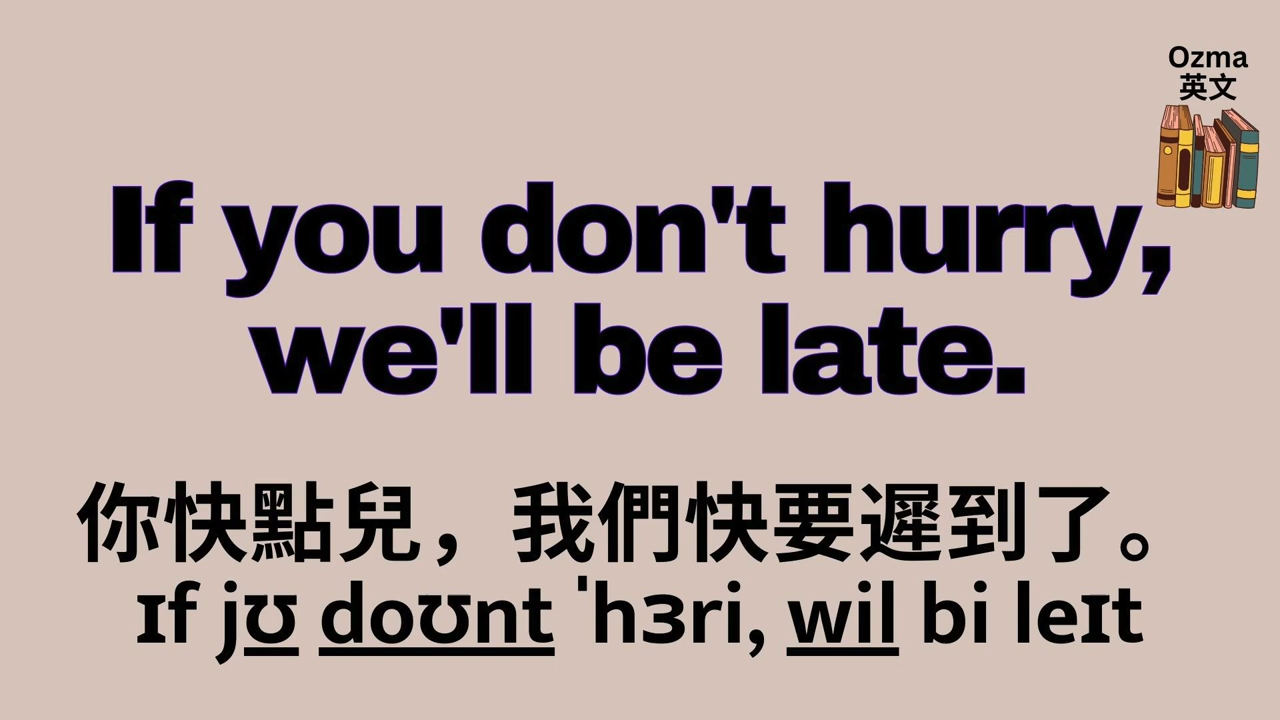 Ozma
英文
If you don't hurry,
we'll be late.
你快點兒，我們快要遲到了。
ɪf jʊ doʊnt ˈhɜri, wil bi leɪt